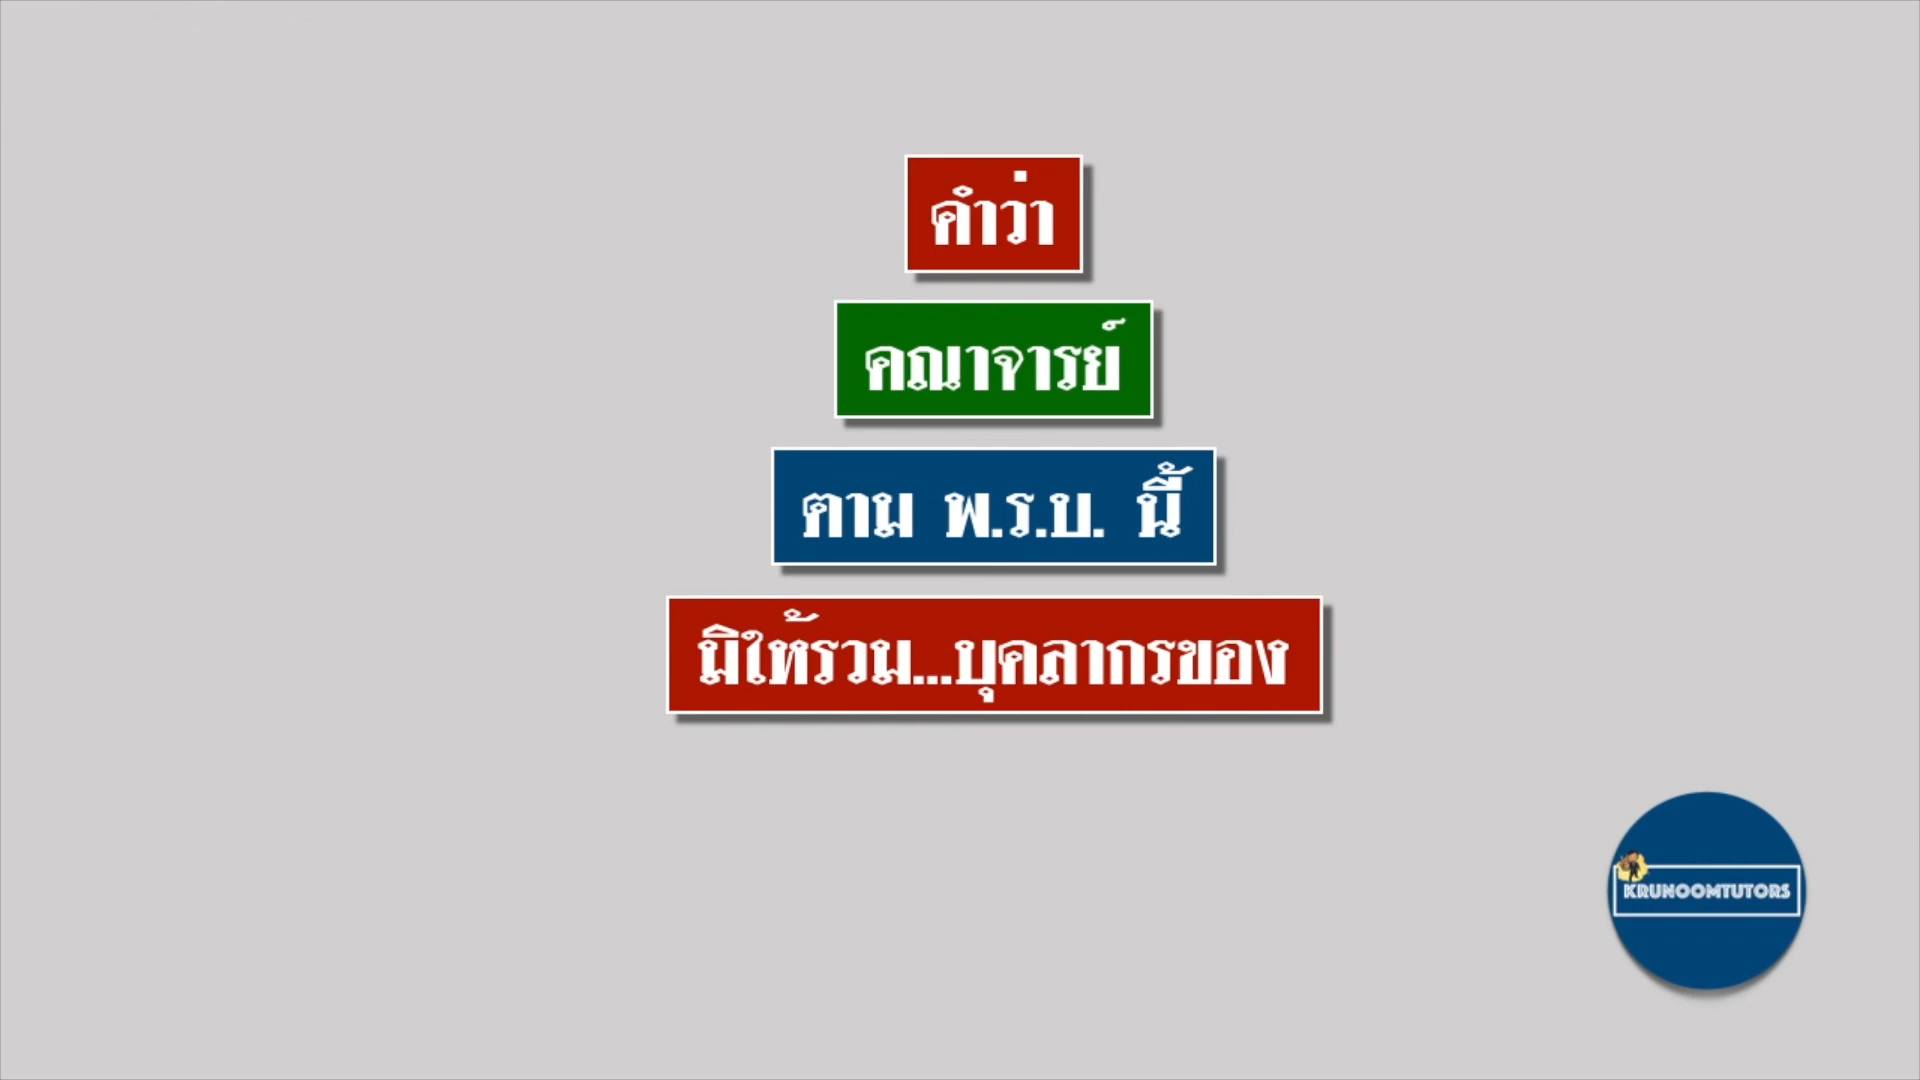 คำว่า
คณาจารย์
ตาม พ.ร.บ. นี้
มิให้รวม...บุคลากรของ
KRUNOOMTUTORS